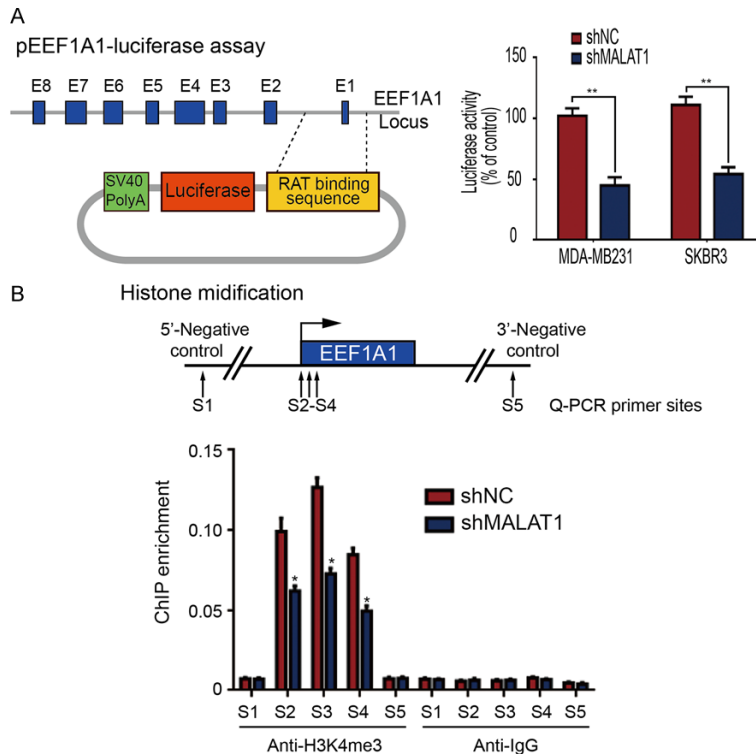 A
pEEF1A1-luciferase assay
E8 E7 E6 E5 E4 E3 E2 E1
EEF1A1
Locus
SV40
PolyA
Luciferase
RAT binding
sequence
shNC
shMALAT1
Luciferase activity
(% of control)
150
100
50
0
** **
MDA-MB231 SKBR3
B
Histone midification
5'-Negative
control
3'-Negative
control
EEF1A1
S1 S2-S4 S5 Q-PCR primer sites
ChIP enrichment
0.15
0.10
0.05
0
shNC
shMALAT1
* * *
S1 S2 S3 S4 S5 S1 S2 S3 S4 S5
Anti-H3K4me3 Anti-IgG